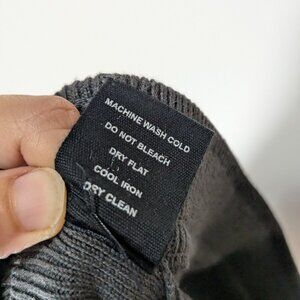 MACHINE WASH COLD
DO NOT BLEACH
DRY FLAT
COOL IRON
DRY CLEAN